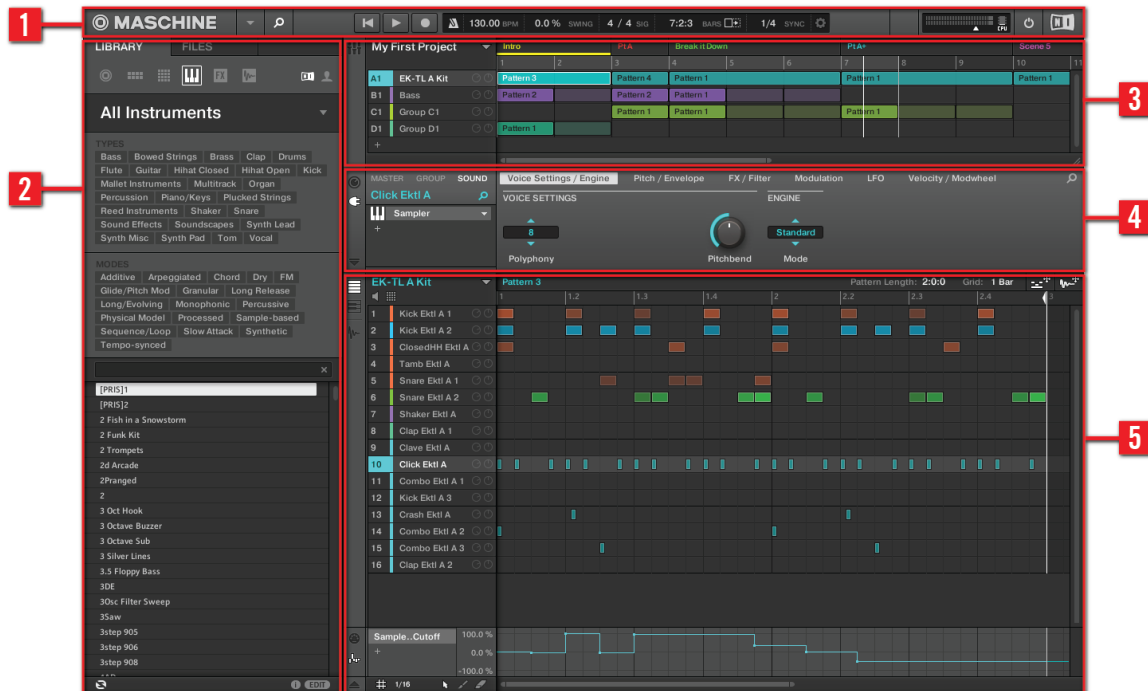 1
MASCHINE
130.00 BPM 0.0 % SWING 4 / 4 SIG 7:2:3 BARS 1/4 SYNC
CPU
NI
2
LIBRARY FILES
All Instruments
TYPES
Bass Bowed Strings Brass Clap Drums
Flute Guitar Hihat Closed Hihat Open Kick
Mallet Instruments Multitrack Organ
Percussion Piano/Keys Plucked Strings
Reed Instruments Shaker Snare
Sound Effects Soundscapes Synth Lead
Synth Misc Synth Pad Tom Vocal
MODES
Additive Arpeggiated Chord Dry FM
Glide/Pitch Mod Granular Long Release
Long/Evolving Monophonic Percussive
Physical Model Processed Sample-based
Sequence/Loop Slow Attack Synthetic
Tempo-synced
[PRIS]1
[PRIS]2
2 Fish in a Snowstorm
2 Funk Kit
2 Trompets
2d Arcade
2Pranged
2
3 Oct Hook
3 Octave Buzzer
3 Octave Sub
3 Silver Lines
3.5 Floppy Bass
3DE
3Osc Filter Sweep
3Saw
3step 905
3step 906
3step 908
EDIT
3
My First Project
Intro Pt.A Break it Down Pt.A+ Scene 5
1 2 3 4 5 6 7 8 9 10 11
A1 EK-TL A Kit Pattern 3 Pattern 4 Pattern 1 Pattern 1 Pattern 1
B1 Bass Pattern 2 Pattern 2 Pattern 1
C1 Group C1 Pattern 1 Pattern 1 Pattern 1
D1 Group D1 Pattern 1
+
4
MASTER GROUP SOUND
Click Ektl A
Sampler
+
Voice Settings / Engine Pitch / Envelope FX / Filter Modulation LFO Velocity / Modwheel
VOICE SETTINGS ENGINE
8 Standard
Polyphony Pitchbend Mode
5
EK-TL A Kit Pattern 3 Pattern Length: 2:0:0 Grid: 1 Bar
1 1.2 1.3 1.4 2 2.2 2.3 2.4 3
1 Kick Ektl A 1
2 Kick Ektl A 2
3 ClosedHH Ektl A
4 Tamb Ektl A
5 Snare Ektl A 1
6 Snare Ektl A 2
7 Shaker Ektl A
8 Clap Ektl A 1
9 Clave Ektl A
10 Click Ektl A
11 Combo Ektl A 1
12 Kick Ektl A 3
13 Crash Ektl A
14 Combo Ektl A 2
15 Combo Ektl A 3
16 Clap Ektl A 2
Sample..Cutoff 100.0 %
+ 0.0 %
-100.0 %
1/16